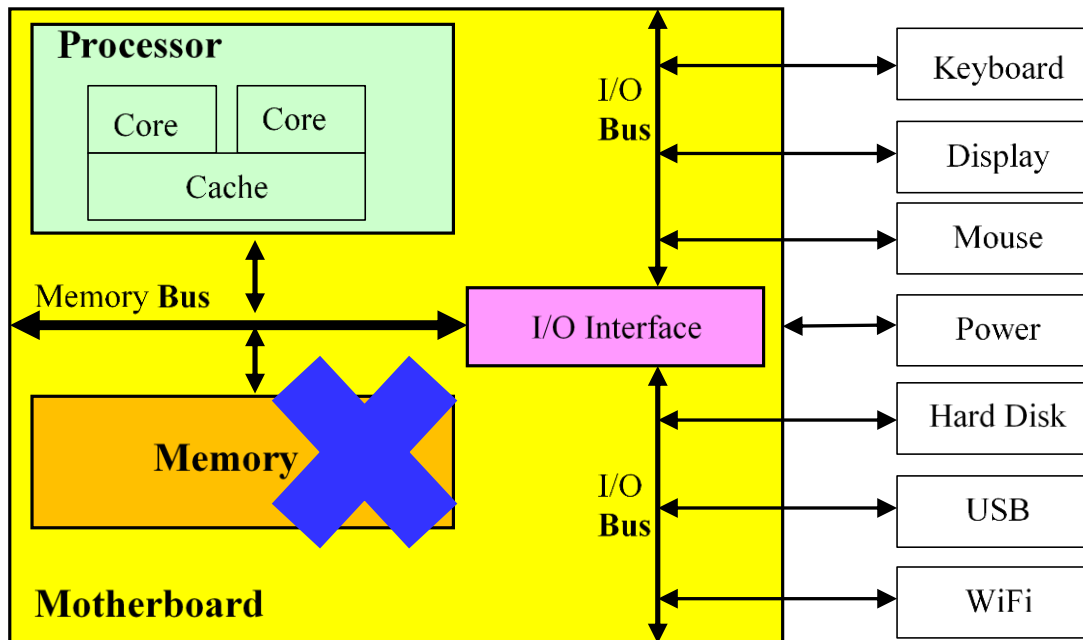 Processor
Core
Core
Cache
Memory Bus
Memory
Motherboard
I/O
Bus
I/O Interface
I/O
Bus
Keyboard
Display
Mouse
Power
Hard Disk
USB
WiFi